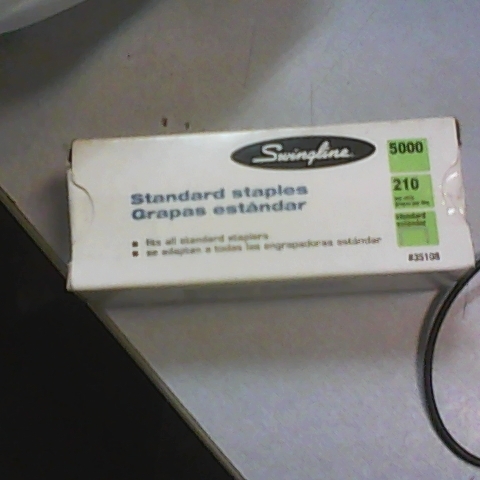 Swingline
5000
Standard staples
210
Grapas estándar
standard
estándar
fits all standard staplers
se adaptan a todas las engrapadoras estándar
#35108